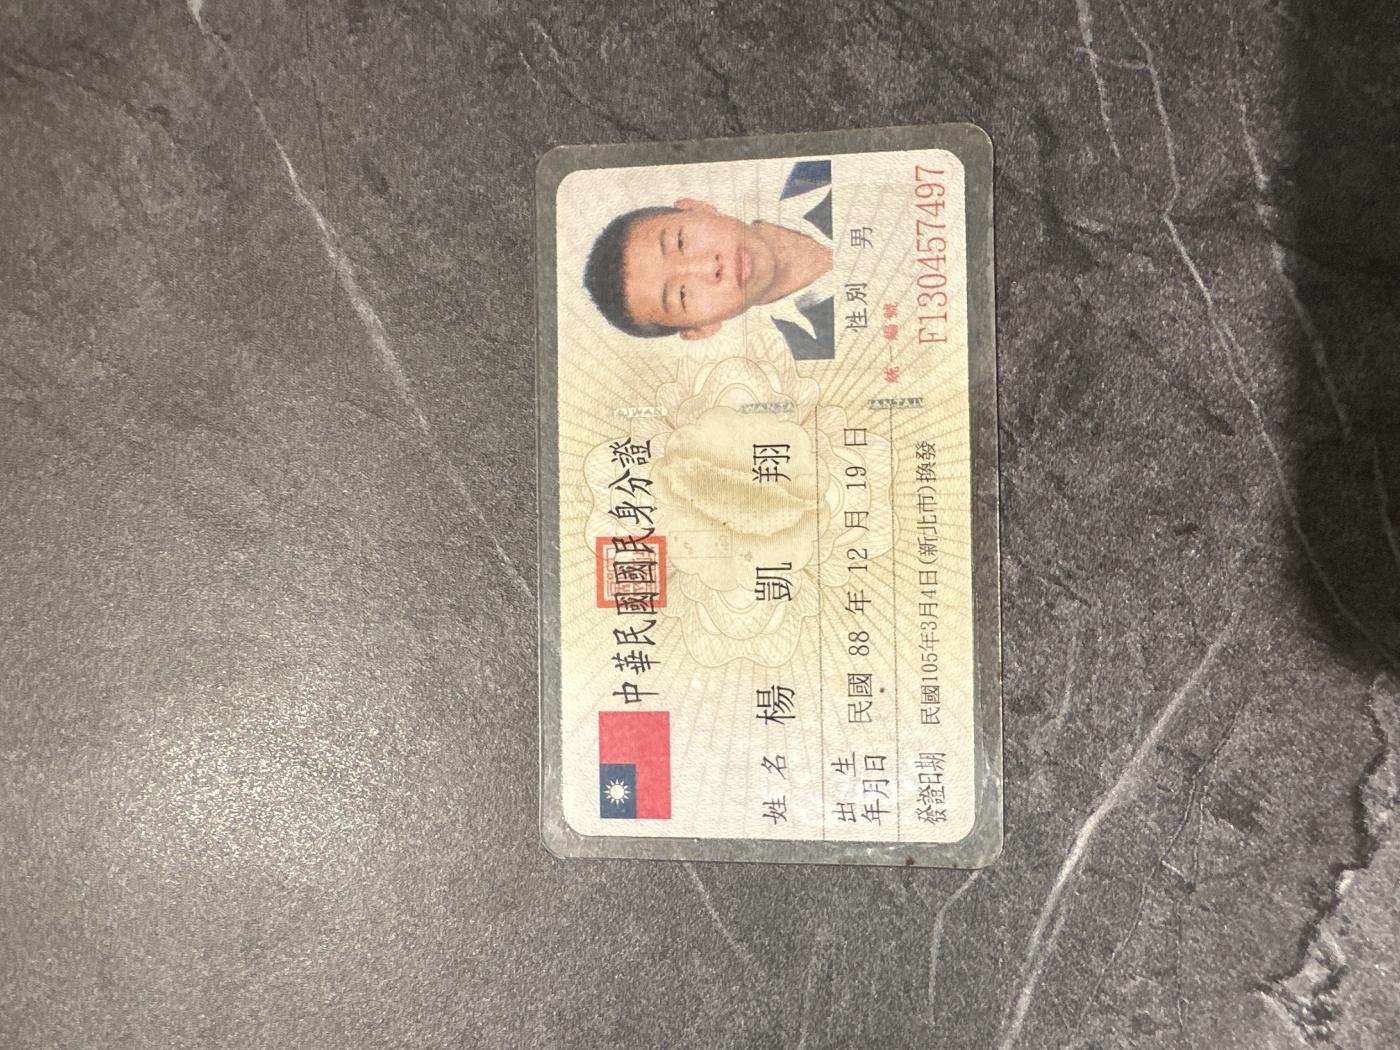 中華民國國民身分證
姓名 楊凱翔
出生年月日 民國 88 年 12 月 19 日
性別 男
統一編號
F130457497
發證日期 民國105年3月4日(新北市)換發
TAIWAN